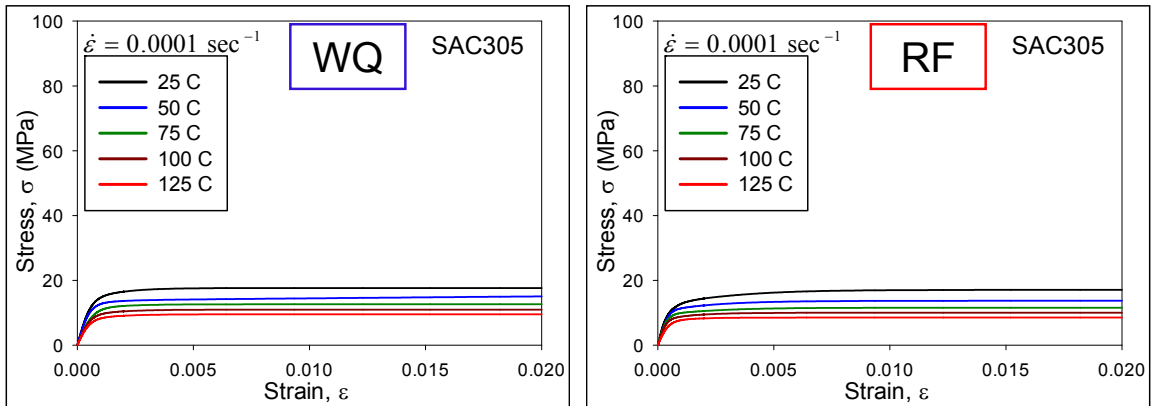 100
80
60
40
20
0
Stress, σ (MPa)
ε̇ = 0.0001 sec⁻¹
WQ
SAC305
25 C
50 C
75 C
100 C
125 C
0.000 0.005 0.010 0.015 0.020
Strain, ε
100
80
60
40
20
0
Stress, σ (MPa)
ε̇ = 0.0001 sec⁻¹
RF
SAC305
25 C
50 C
75 C
100 C
125 C
0.000 0.005 0.010 0.015 0.020
Strain, ε